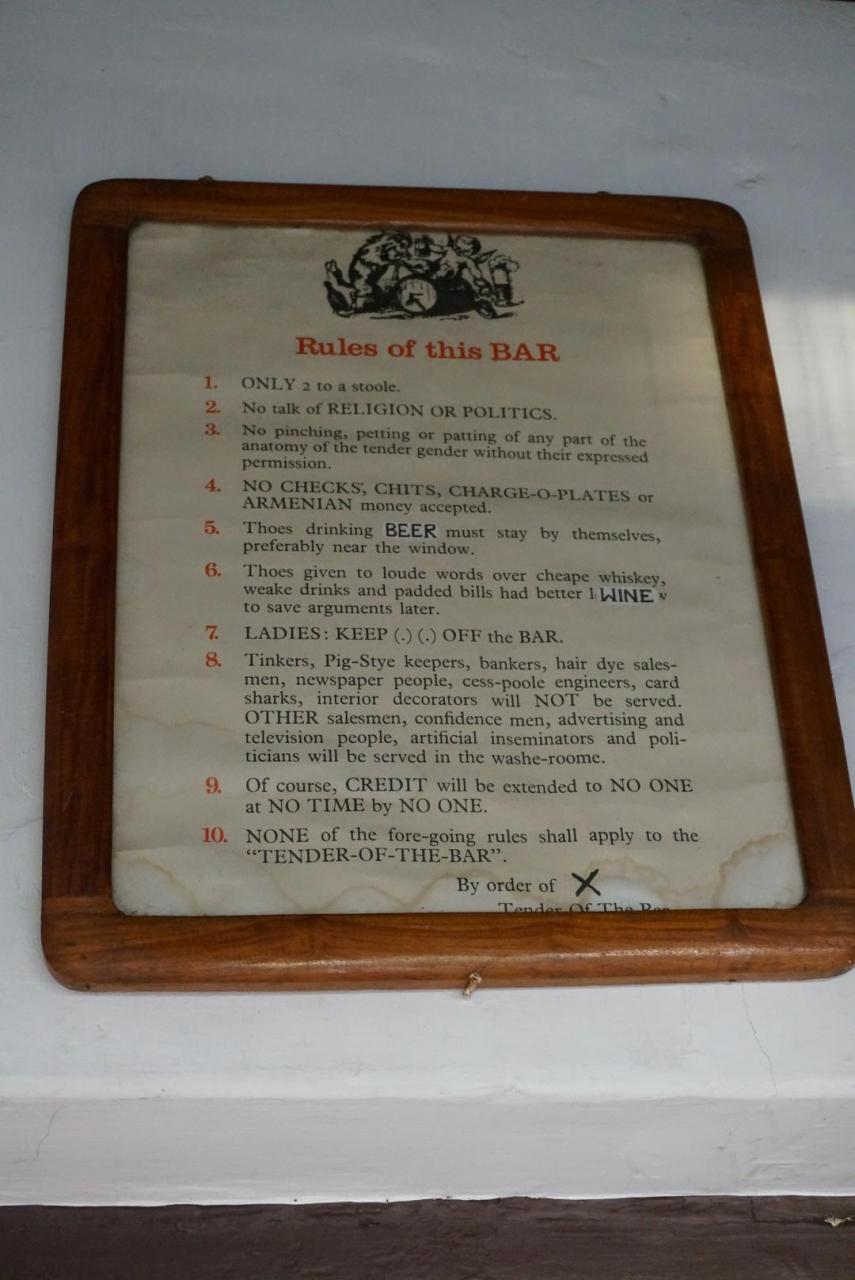 Rules of this BAR
1. ONLY 2 to a stoole.
2. No talk of RELIGION OR POLITICS.
3. No pinching, petting or patting of any part of the
anatomy of the tender gender without their expressed
permission.
4. NO CHECKS, CHITS, CHARGE-O-PLATES or
ARMENIAN money accepted.
5. Thoes drinking BEER must stay by themselves,
preferably near the window.
6. Thoes given to loude words over cheape whiskey,
weake drinks and padded bills had better WINE
to save arguments later.
7. LADIES: KEEP (.) (.) OFF the BAR.
8. Tinkers, Pig-Stye keepers, bankers, hair dye sales-
men, newspaper people, cess-poole engineers, card
sharks, interior decorators will NOT be served.
OTHER salesmen, confidence men, advertising and
television people, artificial inseminators and poli-
ticians will be served in the washe-roome.
9. Of course, CREDIT will be extended to NO ONE
at NO TIME by NO ONE.
10. NONE of the fore-going rules shall apply to the
"TENDER-OF-THE-BAR".
By order of X
Tender Of The Bar